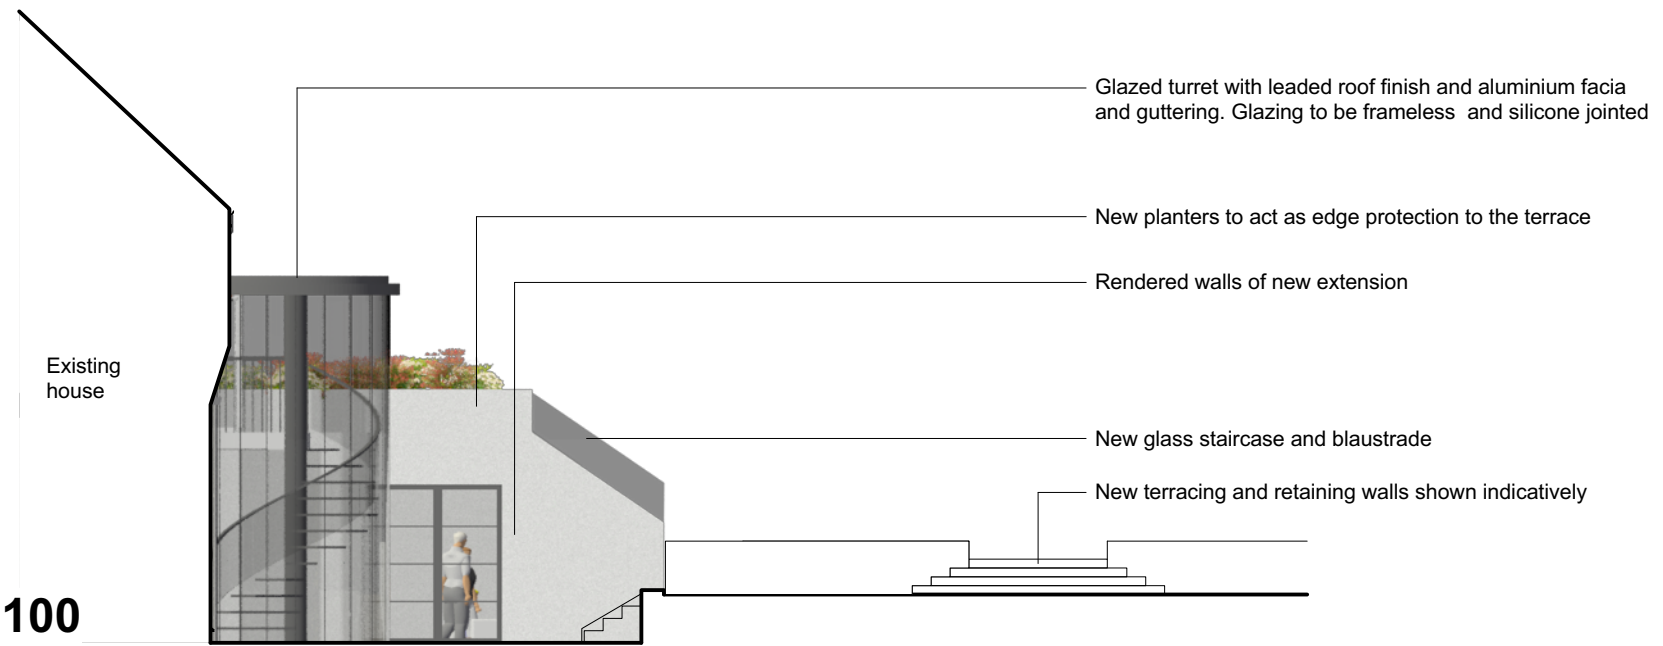 Glazed turret with leaded roof finish and aluminium facia
and guttering. Glazing to be frameless  and silicone jointed
New planters to act as edge protection to the terrace
Rendered walls of new extension
Existing
house
New glass staircase and blaustrade
New terracing and retaining walls shown indicatively
100